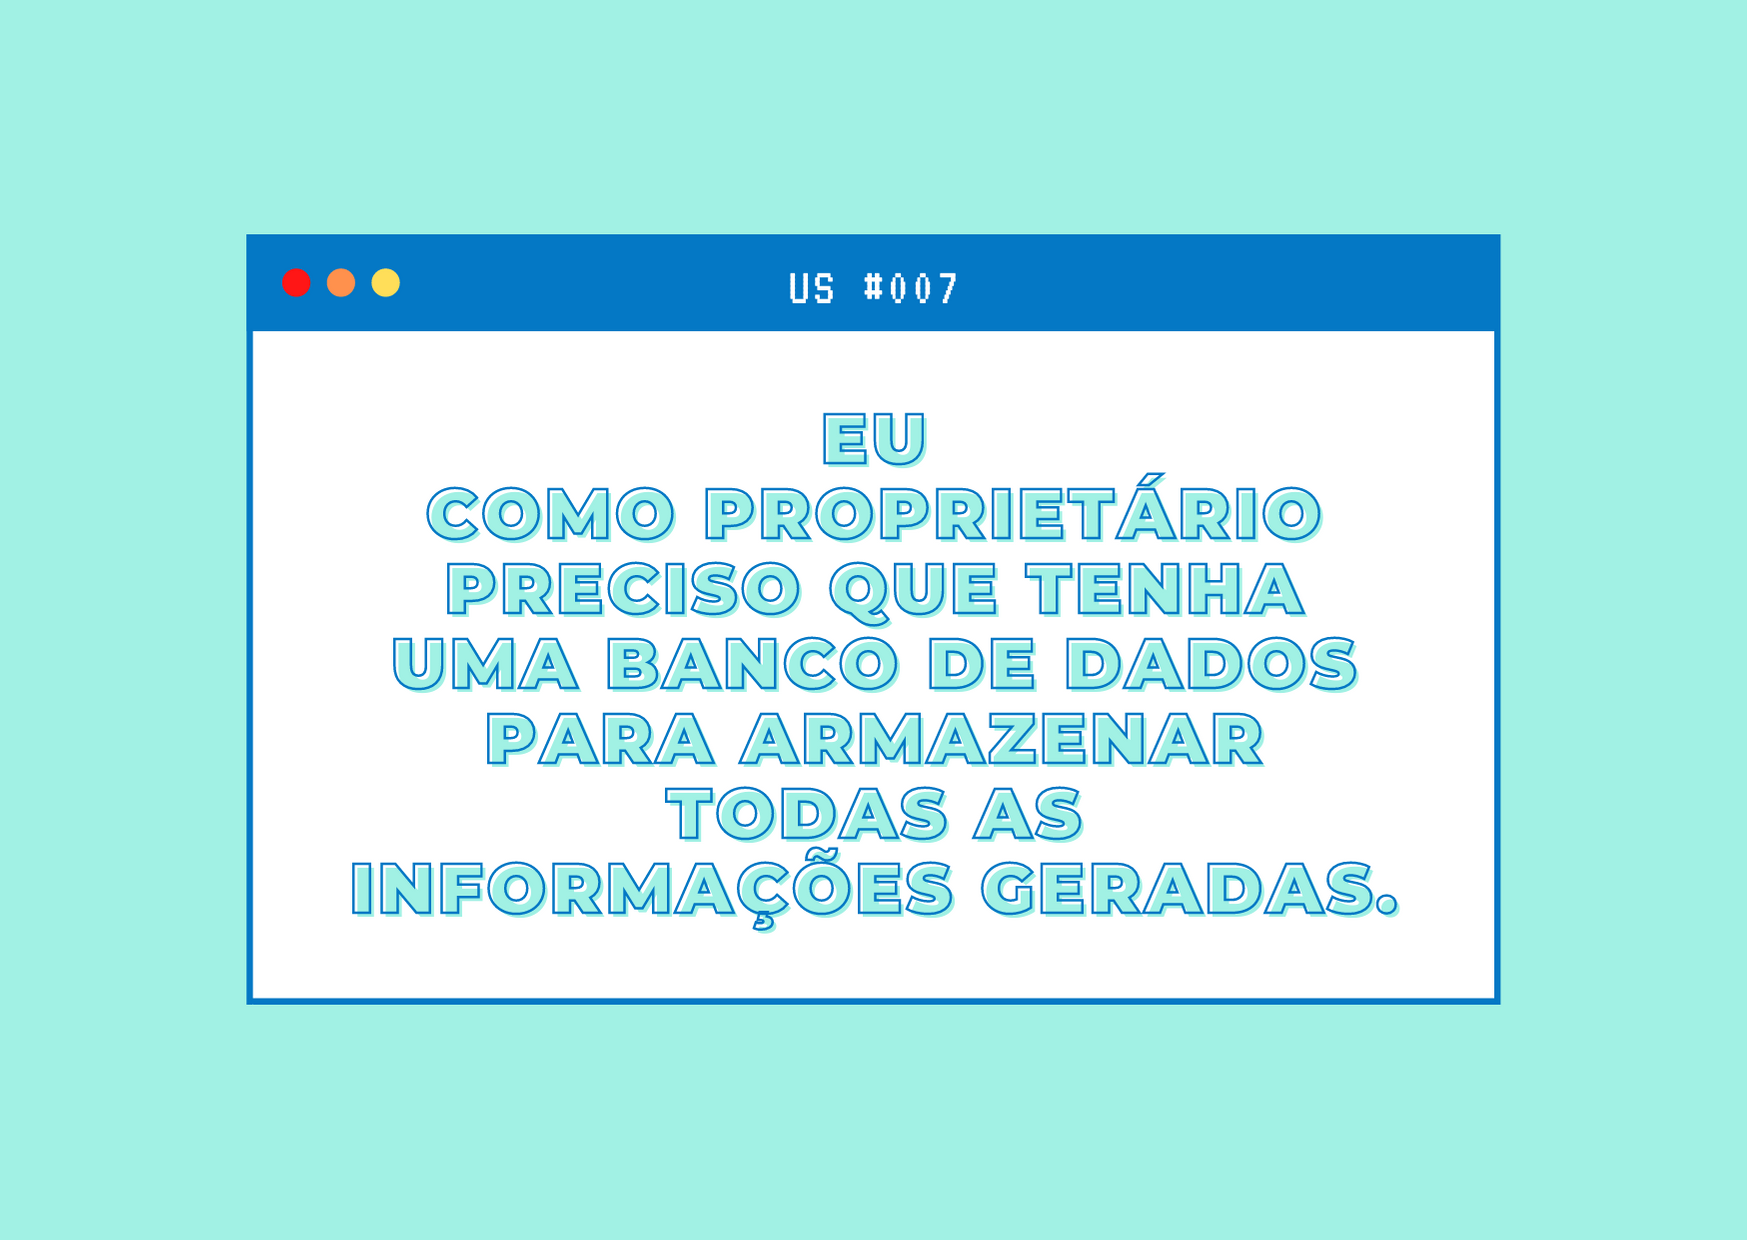 US #007
EU
COMO PROPRIETÁRIO
PRECISO QUE TENHA
UMA BANCO DE DADOS
PARA ARMAZENAR
TODAS AS
INFORMAÇÕES GERADAS.